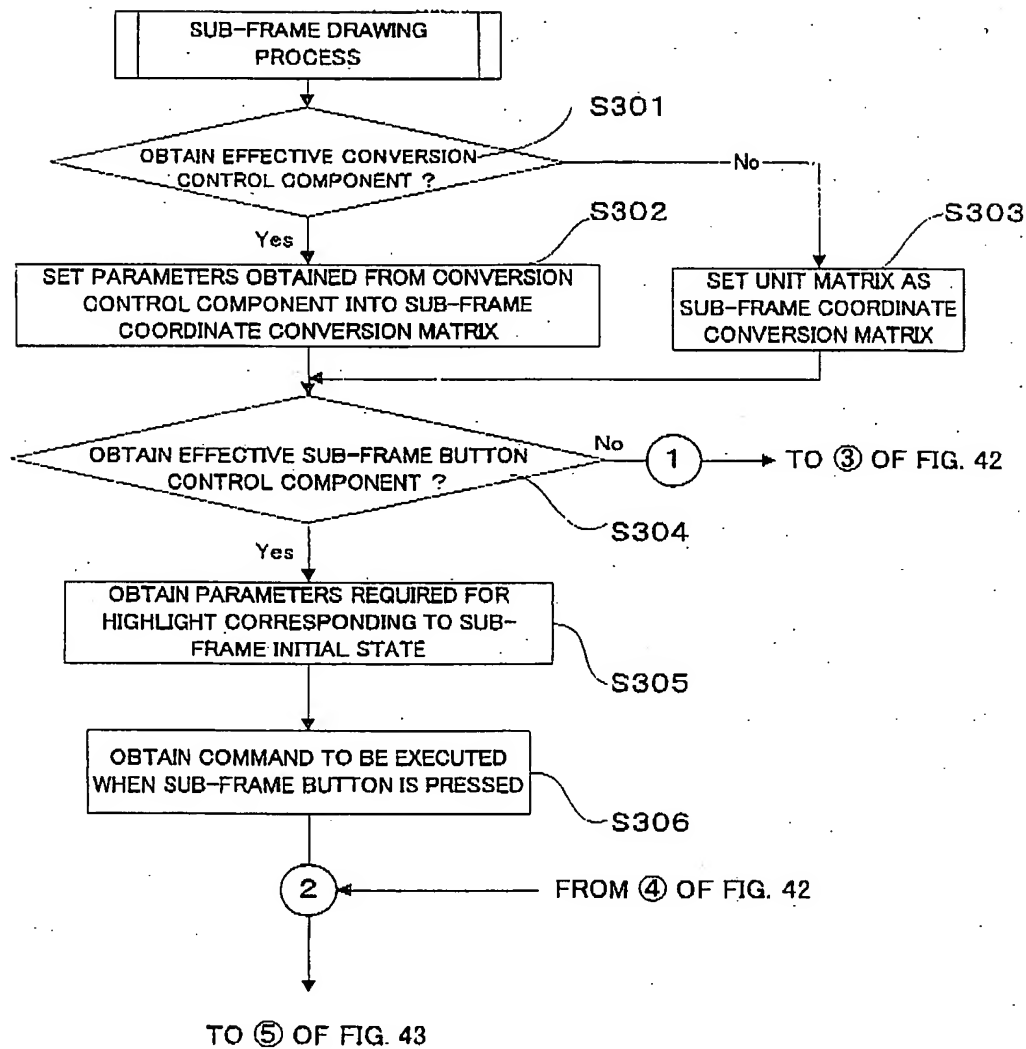 SUB-FRAME DRAWING
PROCESS
S301
OBTAIN EFFECTIVE CONVERSION
CONTROL COMPONENT ?
No
S302
S303
Yes
SET PARAMETERS OBTAINED FROM CONVERSION
CONTROL COMPONENT INTO SUB-FRAME
COORDINATE CONVERSION MATRIX
SET UNIT MATRIX AS
SUB-FRAME COORDINATE
CONVERSION MATRIX
OBTAIN EFFECTIVE SUB-FRAME BUTTON
CONTROL COMPONENT ?
No
1
TO ③ OF FIG. 42
S304
Yes
OBTAIN PARAMETERS REQUIRED FOR
HIGHLIGHT CORRESPONDING TO SUB-
FRAME INITIAL STATE
S305
OBTAIN COMMAND TO BE EXECUTED
WHEN SUB-FRAME BUTTON IS PRESSED
S306
2
FROM ④ OF FIG. 42
TO ⑤ OF FIG. 43